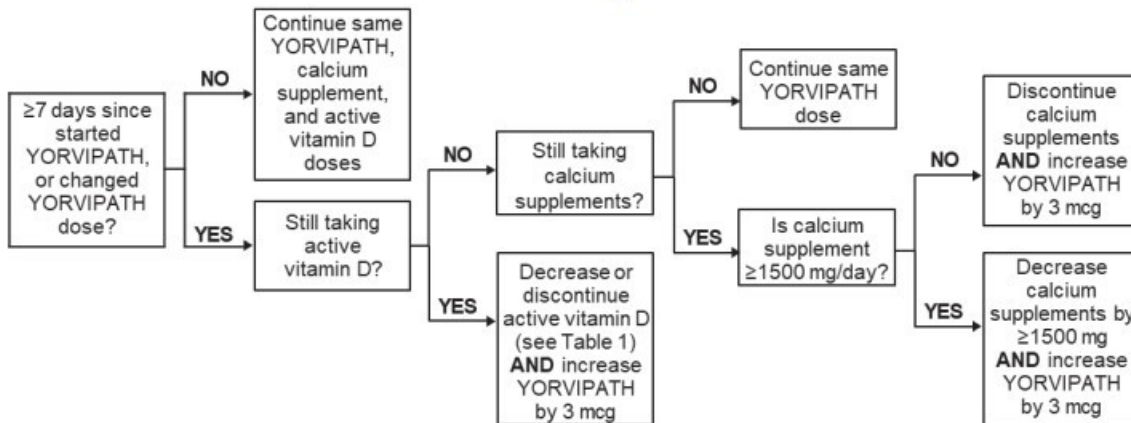 ≥7 days since
started
YORVIPATH,
or changed
YORVIPATH
dose?
NO
Continue same
YORVIPATH,
calcium
supplement,
and active
vitamin D
doses
YES
Still taking
active
vitamin D?
NO
Still taking
calcium
supplements?
YES
Decrease or
discontinue
active vitamin D
(see Table 1)
AND increase
YORVIPATH
by 3 mcg
NO
Continue same
YORVIPATH
dose
YES
Is calcium
supplement
≥1500 mg/day?
NO
Discontinue
calcium
supplements
AND increase
YORVIPATH
by 3 mcg
YES
Decrease
calcium
supplements by
≥1500 mg
AND increase
YORVIPATH
by 3 mcg